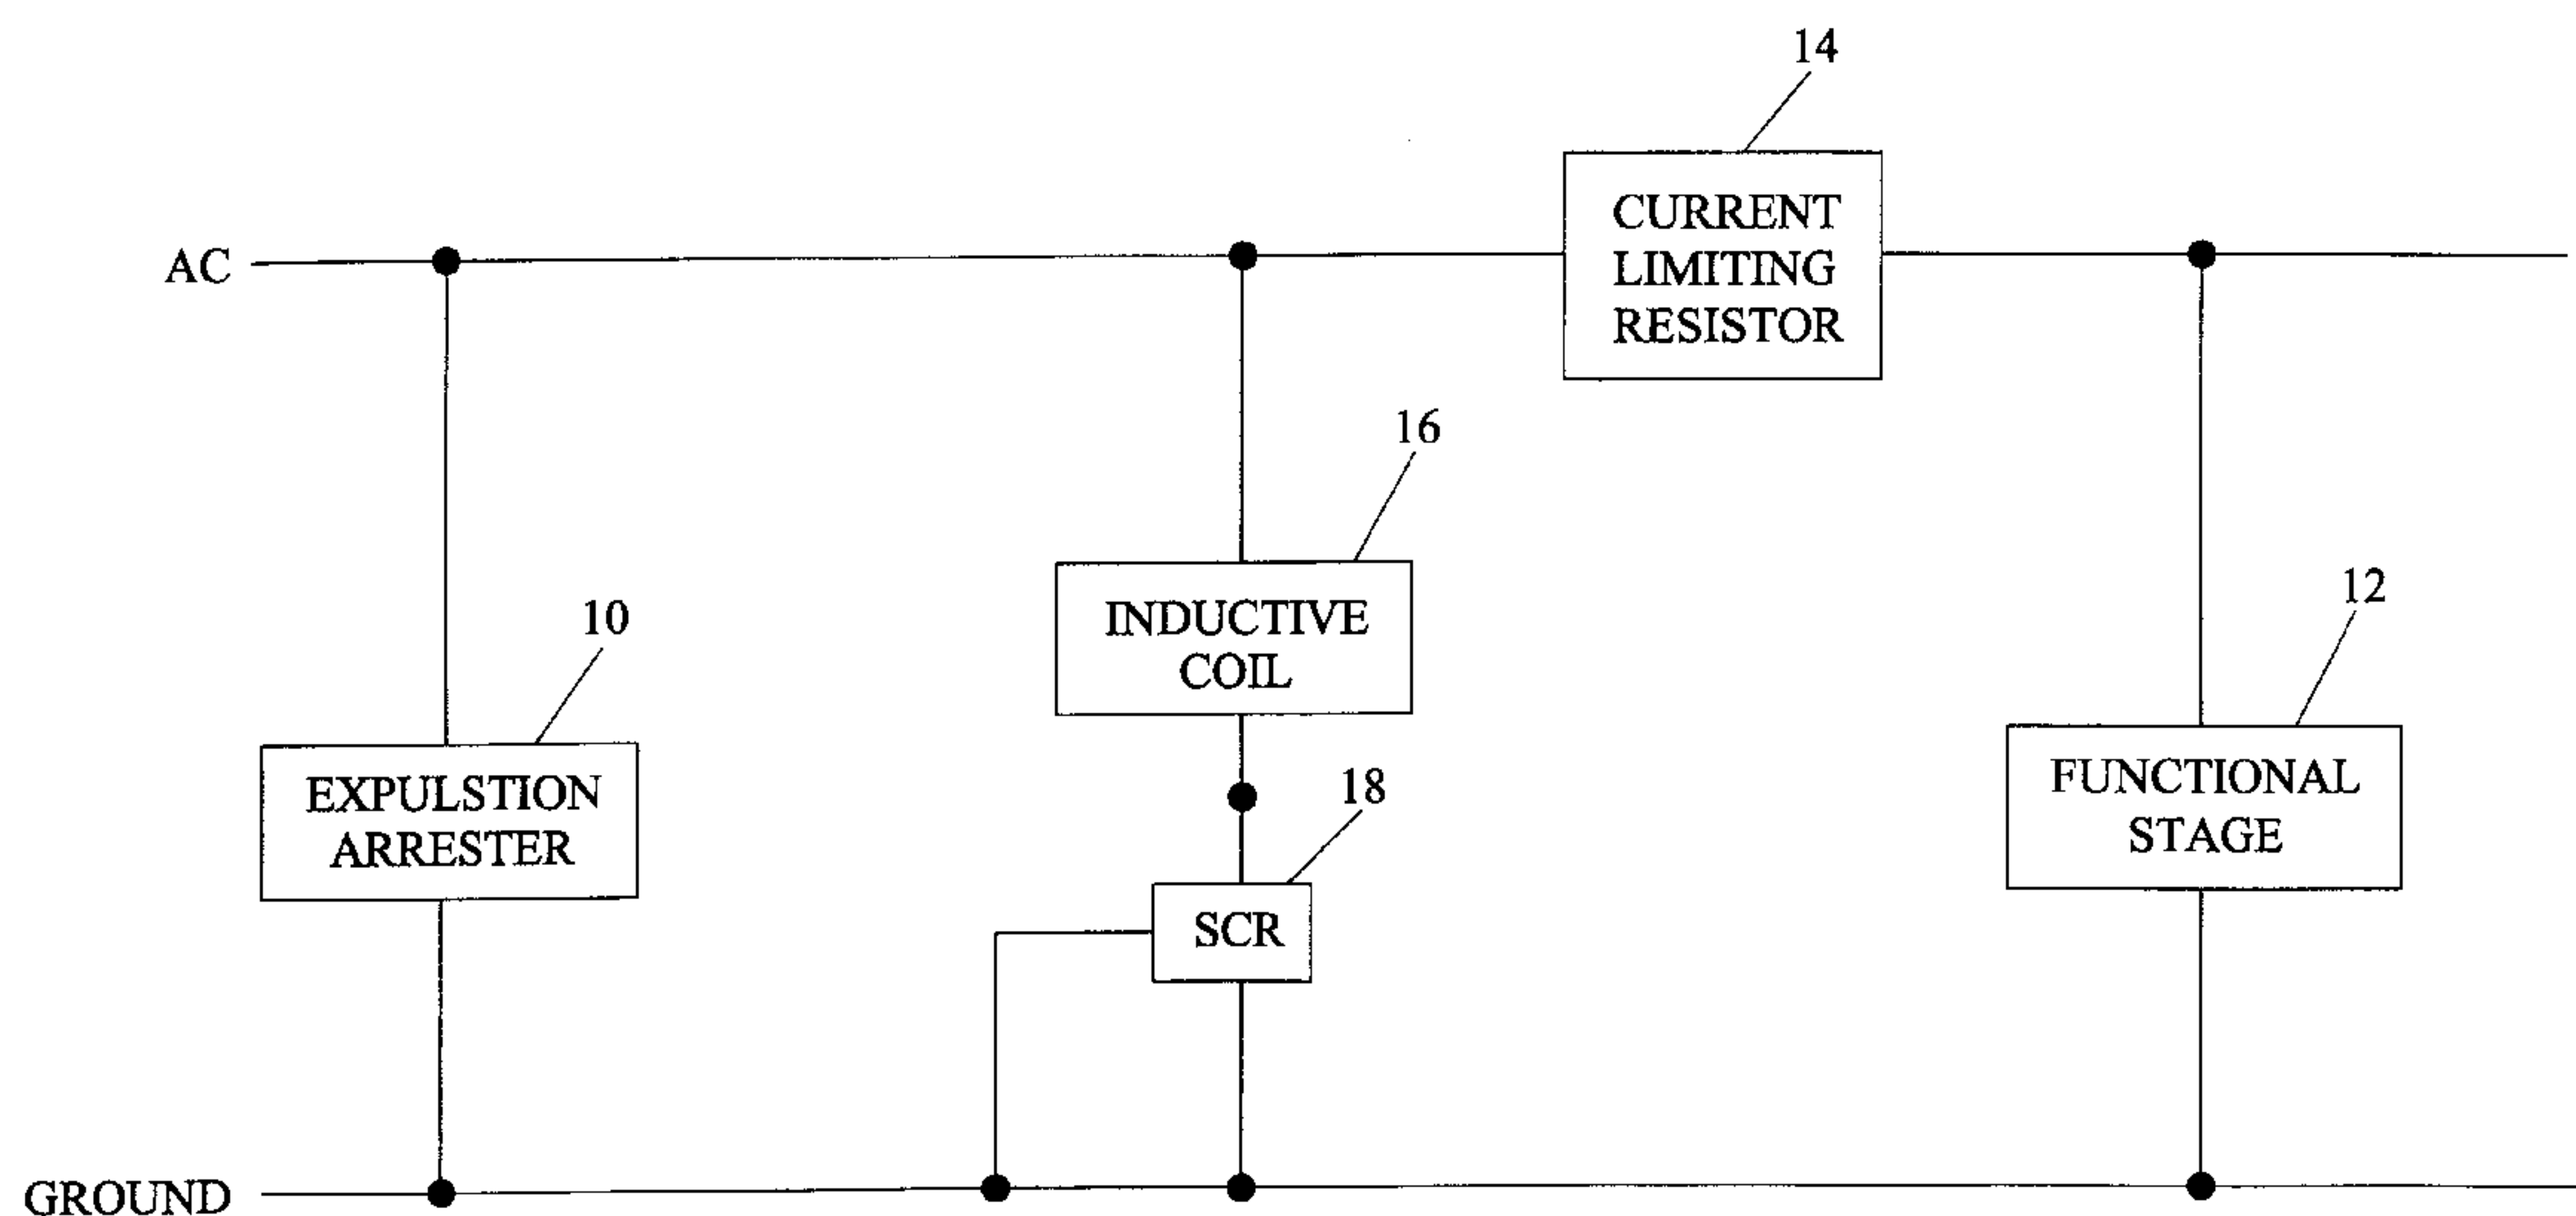 14
CURRENT
LIMITING
RESISTOR
AC
16
INDUCTIVE
COIL
12
10
FUNCTIONAL
STAGE
EXPULSTION
ARRESTER
18
SCR
GROUND